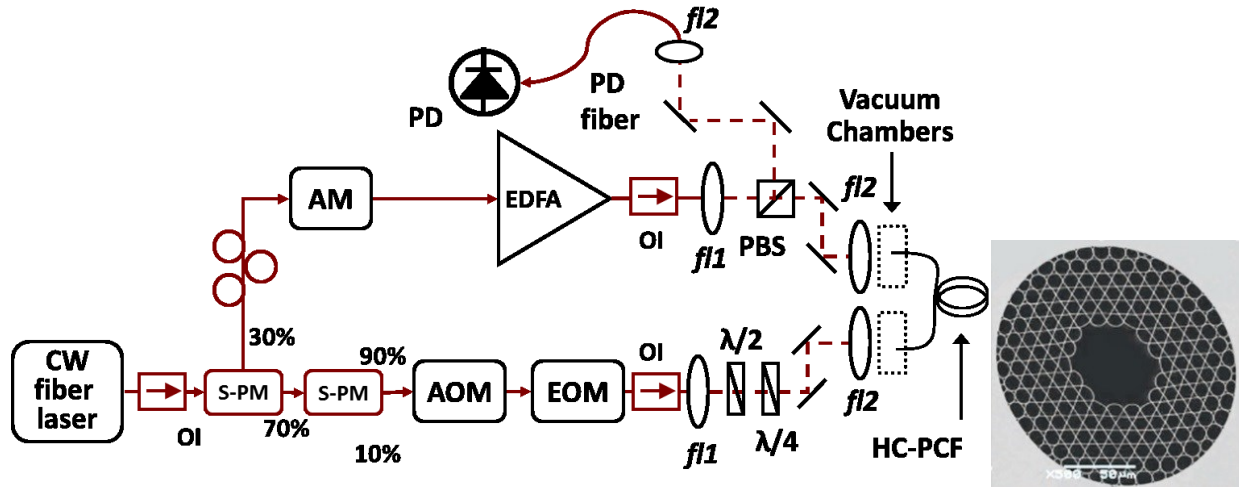 fl2
PD
PD
fiber
Vacuum
Chambers
AM
EDFA
OI
fl1
PBS
fl2
30%
90%
CW
fiber
laser
OI
S-PM
70%
S-PM
10%
AOM
EOM
OI
fl1
λ/2
λ/4
fl2
HC-PCF
X500 50µm